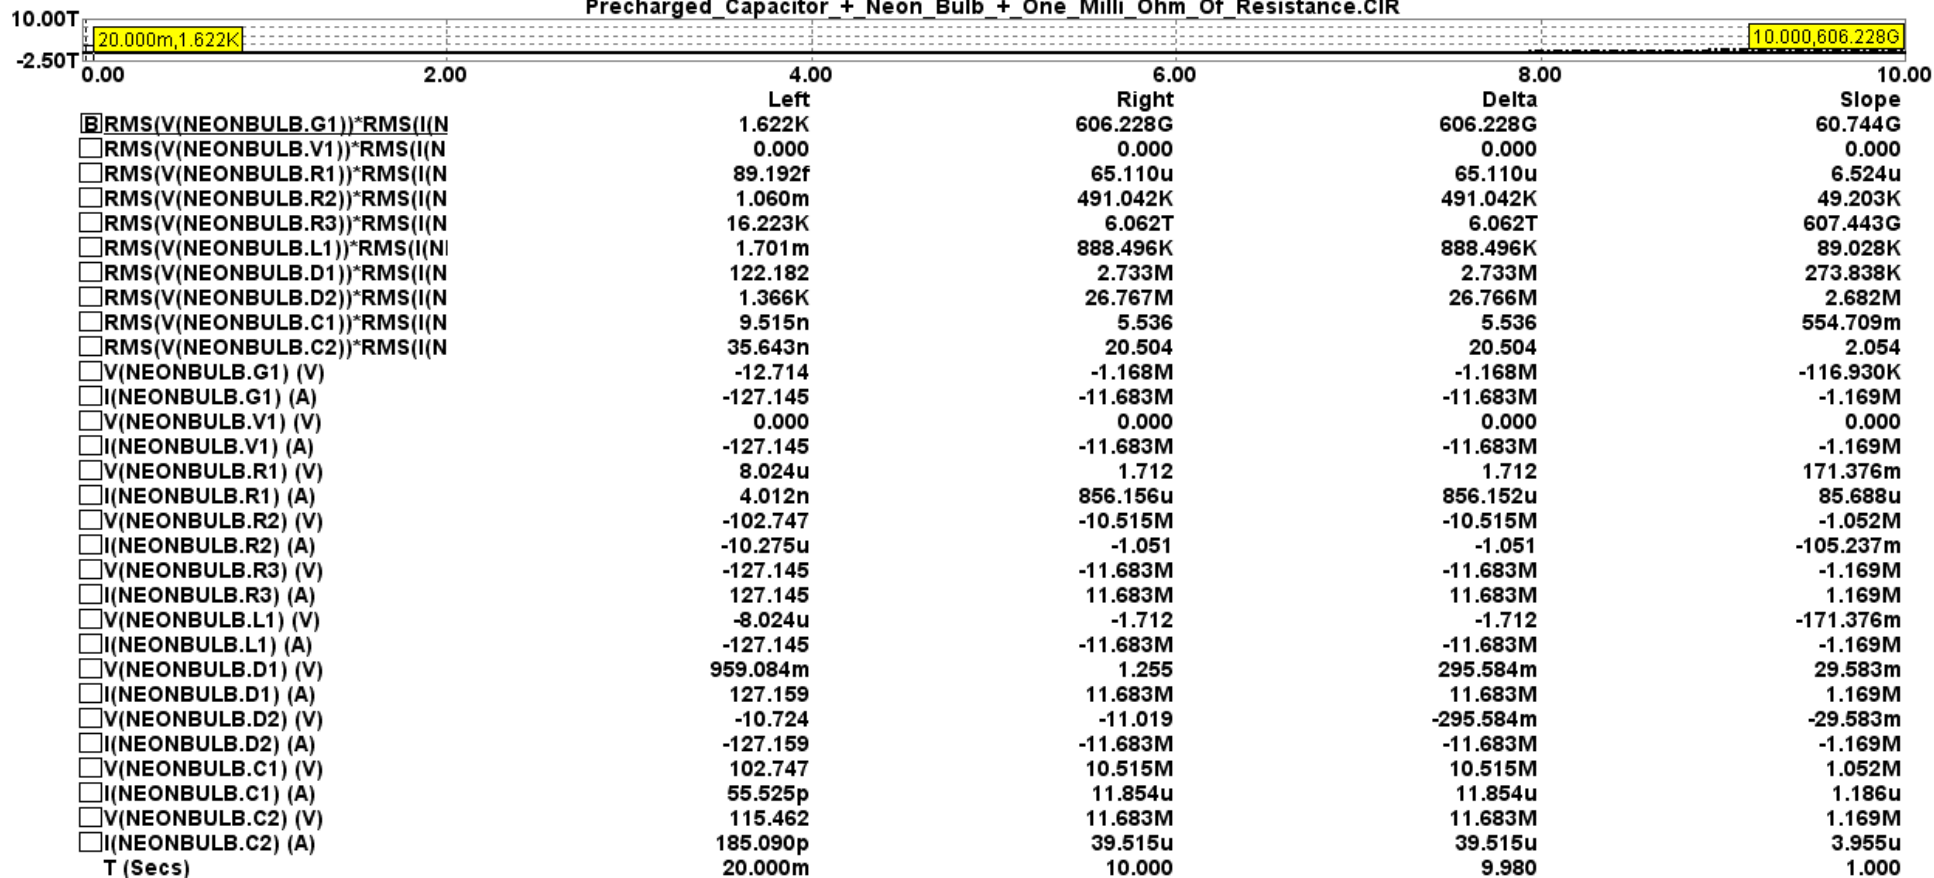 Precharged_Capacitor_+_Neon_Bulb_+_One_Milli_Ohm_Of_Resistance.CIR
10.00T
20.000m,1.622K 10.000,606.228G
-2.50T
0.00 2.00 4.00 6.00 8.00 10.00
Left Right Delta Slope
B RMS(V(NEONBULB.G1))*RMS(I(N 1.622K 606.228G 606.228G 60.744G
RMS(V(NEONBULB.V1))*RMS(I(N 0.000 0.000 0.000 0.000
RMS(V(NEONBULB.R1))*RMS(I(N 89.192f 65.110u 65.110u 6.524u
RMS(V(NEONBULB.R2))*RMS(I(N 1.060m 491.042K 491.042K 49.203K
RMS(V(NEONBULB.R3))*RMS(I(N 16.223K 6.062T 6.062T 607.443G
RMS(V(NEONBULB.L1))*RMS(I(NI 1.701m 888.496K 888.496K 89.028K
RMS(V(NEONBULB.D1))*RMS(I(N 122.182 2.733M 2.733M 273.838K
RMS(V(NEONBULB.D2))*RMS(I(N 1.366K 26.767M 26.766M 2.682M
RMS(V(NEONBULB.C1))*RMS(I(N 9.515n 5.536 5.536 554.709m
RMS(V(NEONBULB.C2))*RMS(I(N 35.643n 20.504 20.504 2.054
V(NEONBULB.G1) (V) -12.714 -1.168M -1.168M -116.930K
I(NEONBULB.G1) (A) -127.145 -11.683M -11.683M -1.169M
V(NEONBULB.V1) (V) 0.000 0.000 0.000 0.000
I(NEONBULB.V1) (A) -127.145 -11.683M -11.683M -1.169M
V(NEONBULB.R1) (V) 8.024u 1.712 1.712 171.376m
I(NEONBULB.R1) (A) 4.012n 856.156u 856.152u 85.688u
V(NEONBULB.R2) (V) -102.747 -10.515M -10.515M -1.052M
I(NEONBULB.R2) (A) -10.275u -1.051 -1.051 -105.237m
V(NEONBULB.R3) (V) -127.145 -11.683M -11.683M -1.169M
I(NEONBULB.R3) (A) 127.145 11.683M 11.683M 1.169M
V(NEONBULB.L1) (V) -8.024u -1.712 -1.712 -171.376m
I(NEONBULB.L1) (A) -127.145 -11.683M -11.683M -1.169M
V(NEONBULB.D1) (V) 959.084m 1.255 295.584m 29.583m
I(NEONBULB.D1) (A) 127.159 11.683M 11.683M 1.169M
V(NEONBULB.D2) (V) -10.724 -11.019 -295.584m -29.583m
I(NEONBULB.D2) (A) -127.159 -11.683M -11.683M -1.169M
V(NEONBULB.C1) (V) 102.747 10.515M 10.515M 1.052M
I(NEONBULB.C1) (A) 55.525p 11.854u 11.854u 1.186u
V(NEONBULB.C2) (V) 115.462 11.683M 11.683M 1.169M
I(NEONBULB.C2) (A) 185.090p 39.515u 39.515u 3.955u
T (Secs) 20.000m 10.000 9.980 1.000